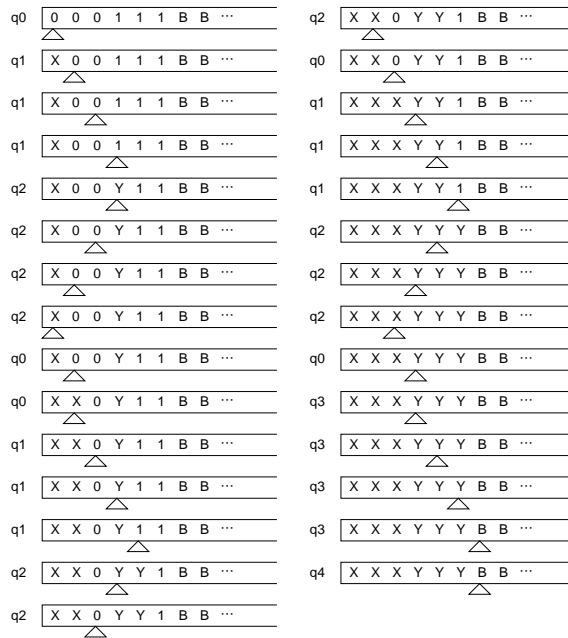 q0 0 0 0 1 1 1 B B ⋯
q1 X 0 0 1 1 1 B B ⋯
q1 X 0 0 1 1 1 B B ⋯
q1 X 0 0 1 1 1 B B ⋯
q2 X 0 0 Y 1 1 B B ⋯
q2 X 0 0 Y 1 1 B B ⋯
q2 X 0 0 Y 1 1 B B ⋯
q2 X 0 0 Y 1 1 B B ⋯
q0 X 0 0 Y 1 1 B B ⋯
q0 X X 0 Y 1 1 B B ⋯
q1 X X 0 Y 1 1 B B ⋯
q1 X X 0 Y 1 1 B B ⋯
q1 X X 0 Y 1 1 B B ⋯
q2 X X 0 Y Y 1 B B ⋯
q2 X X 0 Y Y 1 B B ⋯
q2 X X 0 Y Y 1 B B ⋯
q0 X X 0 Y Y 1 B B ⋯
q1 X X X Y Y 1 B B ⋯
q1 X X X Y Y 1 B B ⋯
q1 X X X Y Y 1 B B ⋯
q2 X X X Y Y Y B B ⋯
q2 X X X Y Y Y B B ⋯
q2 X X X Y Y Y B B ⋯
q0 X X X Y Y Y B B ⋯
q3 X X X Y Y Y B B ⋯
q3 X X X Y Y Y B B ⋯
q3 X X X Y Y Y B B ⋯
q3 X X X Y Y Y B B ⋯
q4 X X X Y Y Y B B ⋯